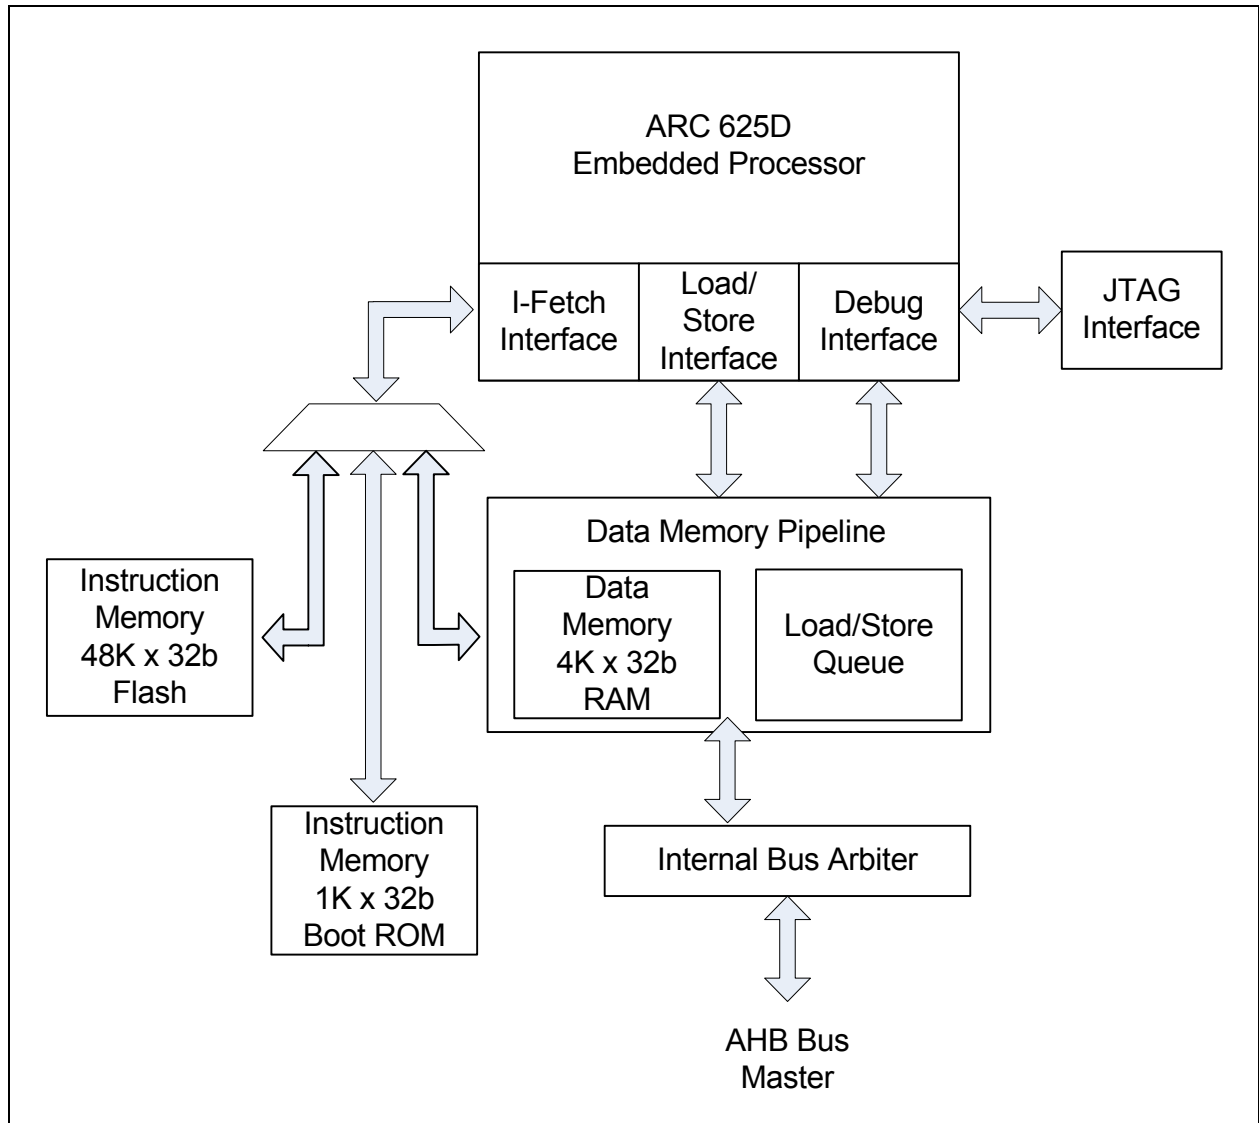 ARC 625D
Embedded Processor
I-Fetch
Interface
Load/
Store
Interface
Debug
Interface
JTAG
Interface
Data Memory Pipeline
Data
Memory
4K x 32b
RAM
Load/Store
Queue
Instruction
Memory
48K x 32b
Flash
Instruction
Memory
1K x 32b
Boot ROM
Internal Bus Arbiter
AHB Bus
Master